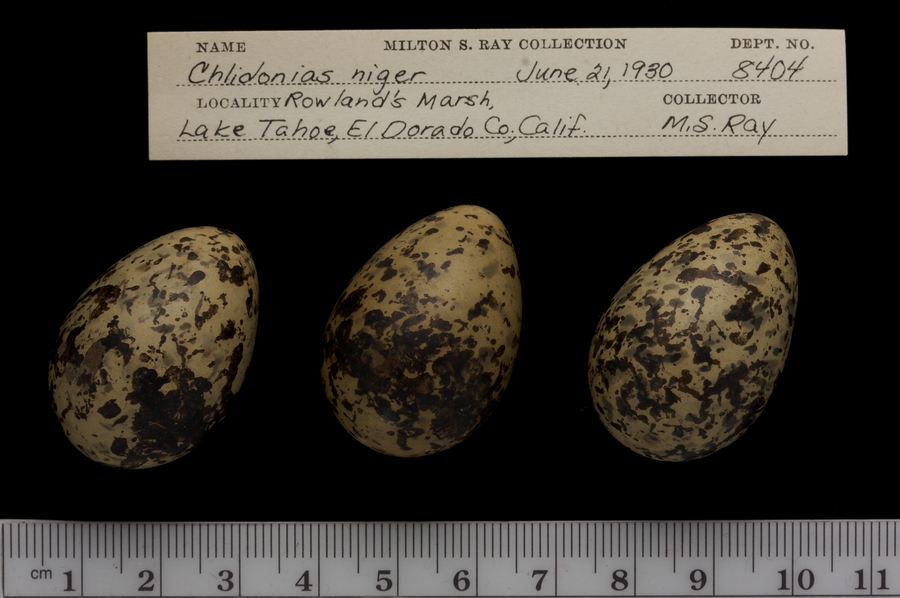 NAME MILTON S. RAY COLLECTION DEPT. NO.
Chlidonias niger June 21, 1930 8404
LOCALITY Rowland's Marsh, COLLECTOR
Lake Tahoe, El Dorado Co., Calif. M.S. Ray
cm 1 2 3 4 5 6 7 8 9 10 11